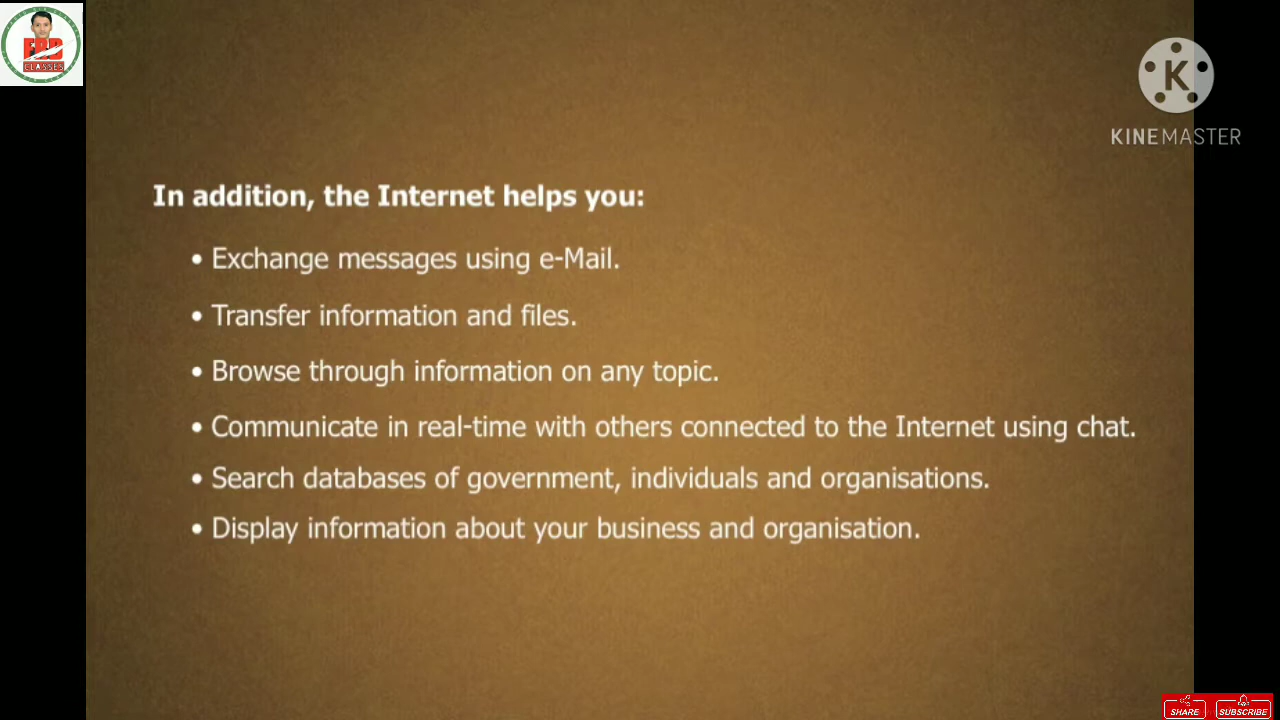 FRB
CLASSES
KINEMASTER
In addition, the Internet helps you:
• Exchange messages using e-Mail.
• Transfer information and files.
• Browse through information on any topic.
• Communicate in real-time with others connected to the Internet using chat.
• Search databases of government, individuals and organisations.
• Display information about your business and organisation.
SHARE
SUBSCRIBE